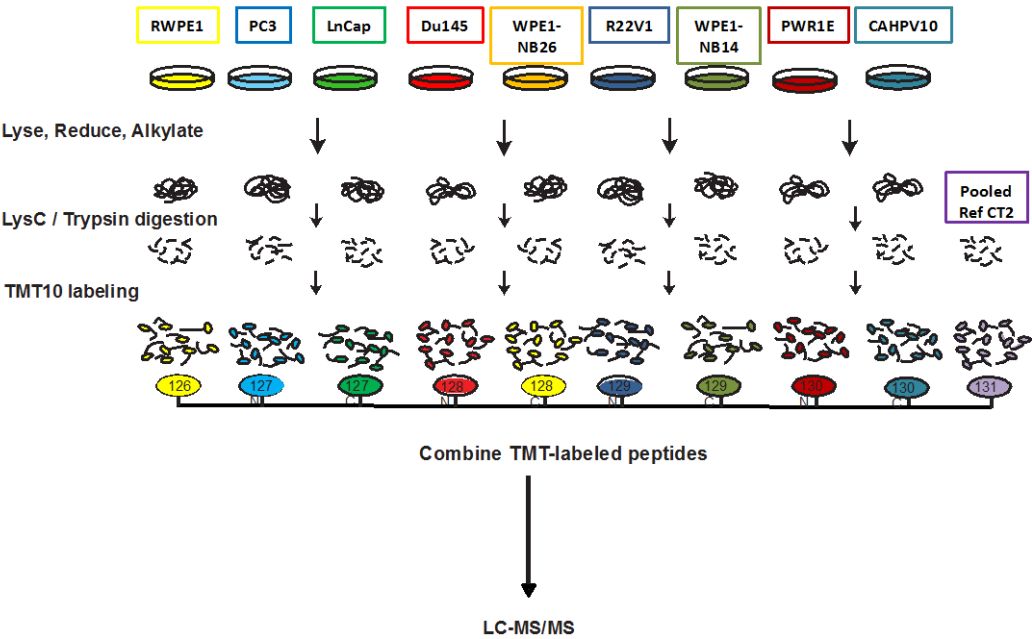 RWPE1 PC3 LnCap Du145 WPE1- R22V1 WPE1- PWR1E CAHPV10
NB26 NB14
Lyse, Reduce, Alkylate
Pooled
Ref CT2
LysC / Trypsin digestion
TMT10 labeling
126 127 127 128 128 129 129 130 130 131
N C N C N C N C
Combine TMT-labeled peptides
LC-MS/MS